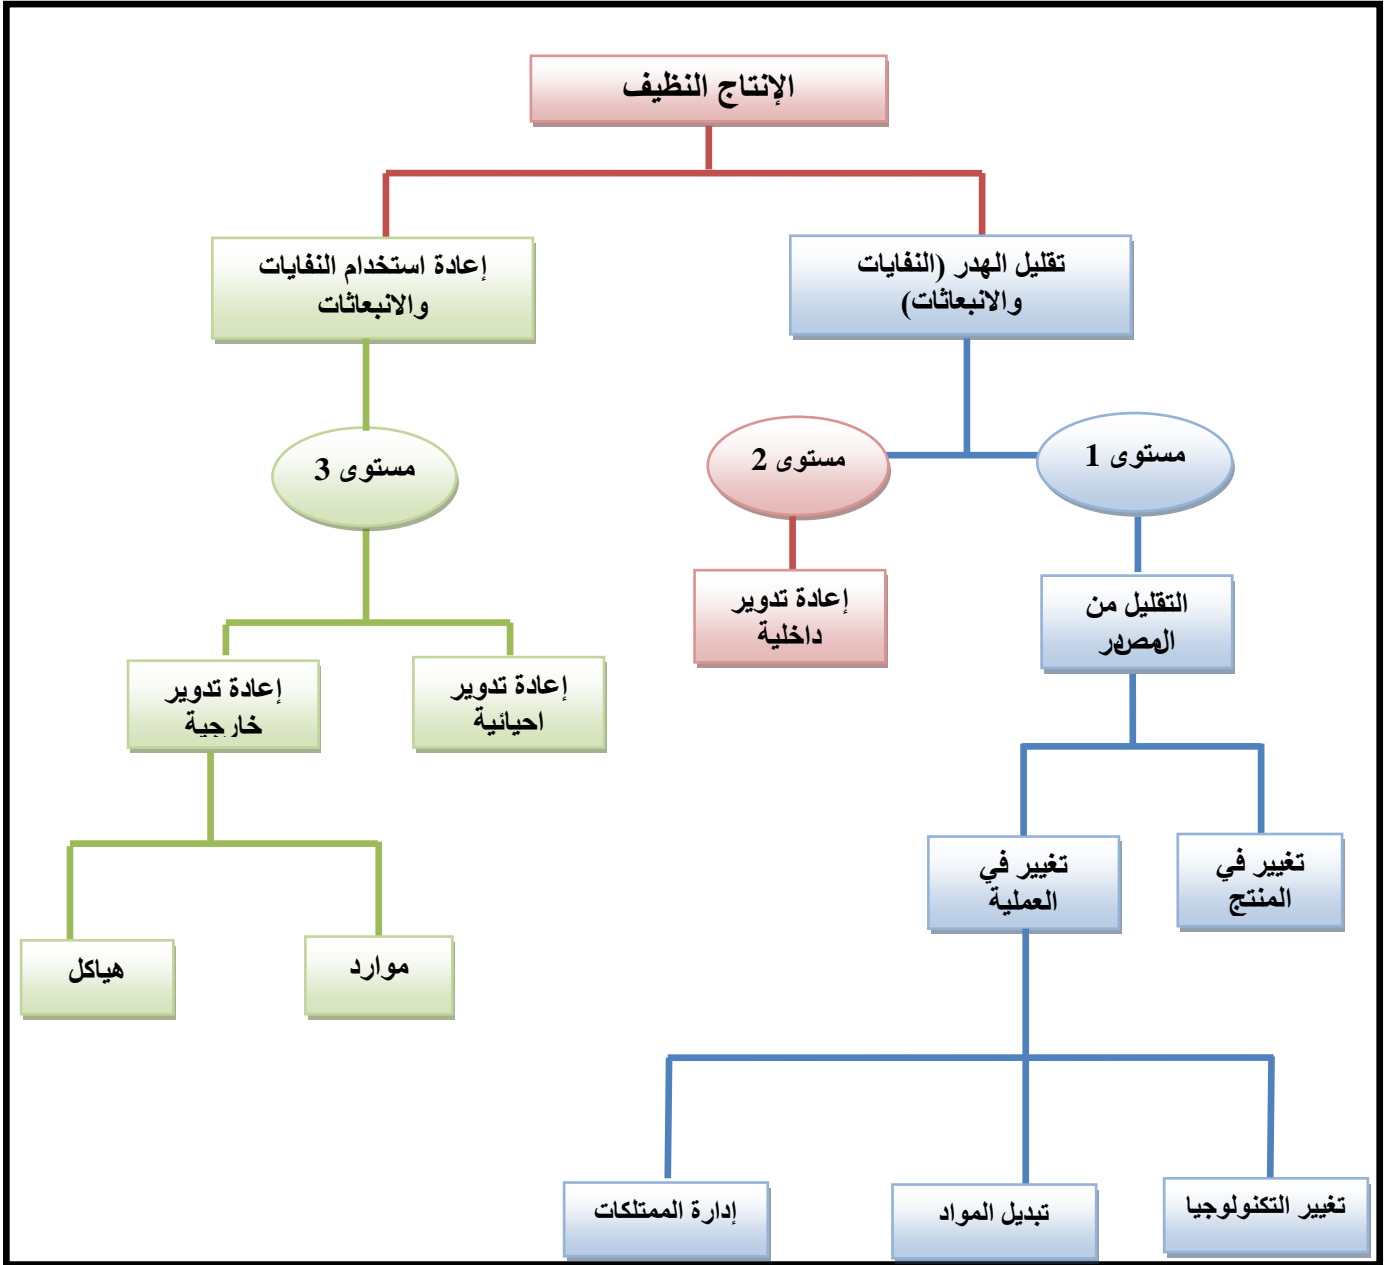 الإنتاج النظيف
تقليل الهدر (النفايات
والانبعاثات)
إعادة استخدام النفايات
والانبعاثات
مستوى 1
مستوى 2
مستوى 3
التقليل من
المصدر
إعادة تدوير
داخلية
إعادة تدوير
احيائية
إعادة تدوير
خارجية
تغيير في
المنتج
تغيير في
العملية
موارد
هياكل
تغيير التكنولوجيا
تبديل المواد
إدارة الممتلكات